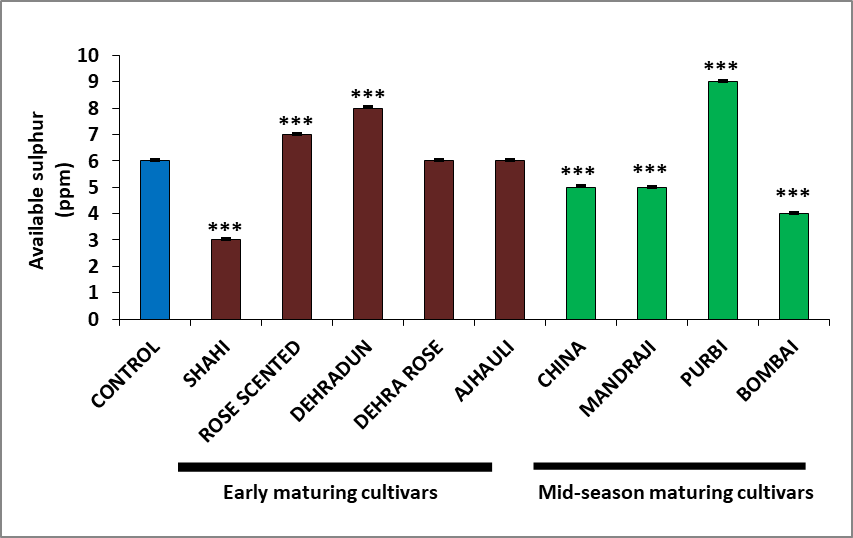 Available sulphur
(ppm)
10
9
8
7
6
5
4
3
2
1
0
***
***
***
***
***
***
***
CONTROL
SHAHI
ROSE SCENTED
DEHRADUN
DEHRA ROSE
AJHAULI
CHINA
MANDRAJI
PURBI
BOMBAI
Early maturing cultivars
Mid-season maturing cultivars